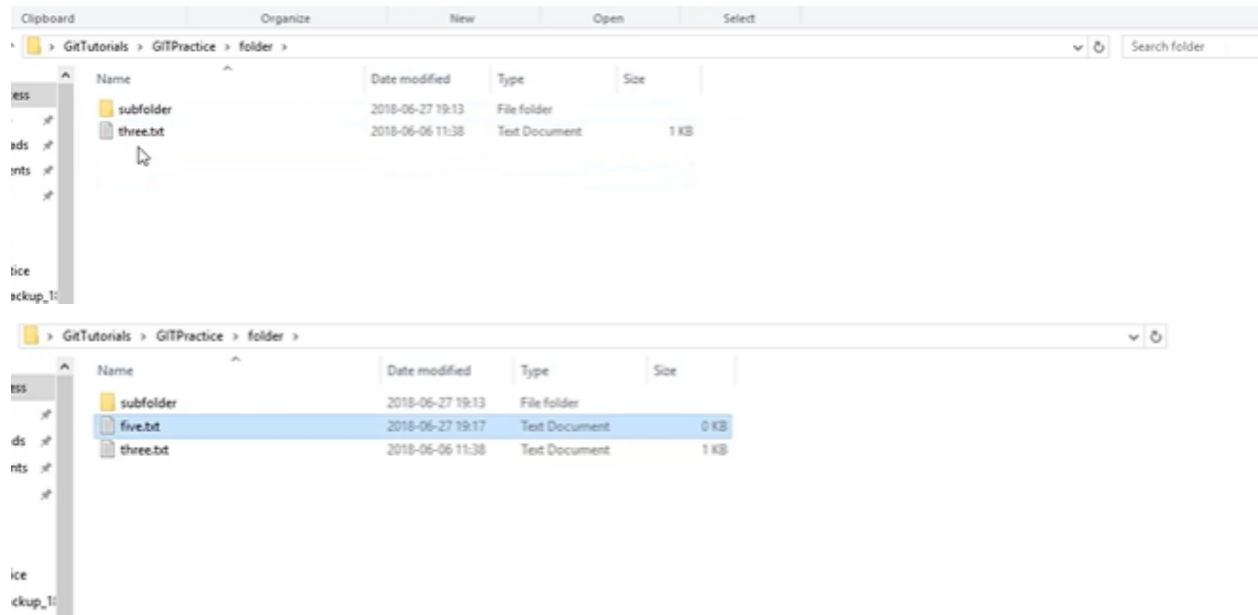 Clipboard Organize New Open Select
> GitTutorials > GITPractice > folder > Search folder
Name Date modified Type Size
ess
subfolder 2018-06-27 19:13 File folder
three.txt 2018-06-06 11:38 Text Document 1 KB
ads
ents
tice
ackup_1
> GitTutorials > GITPractice > folder >
Name Date modified Type Size
ess
subfolder 2018-06-27 19:13 File folder
five.txt 2018-06-27 19:17 Text Document 0 KB
ds
three.txt 2018-06-06 11:38 Text Document 1 KB
nts
ice
ckup_1